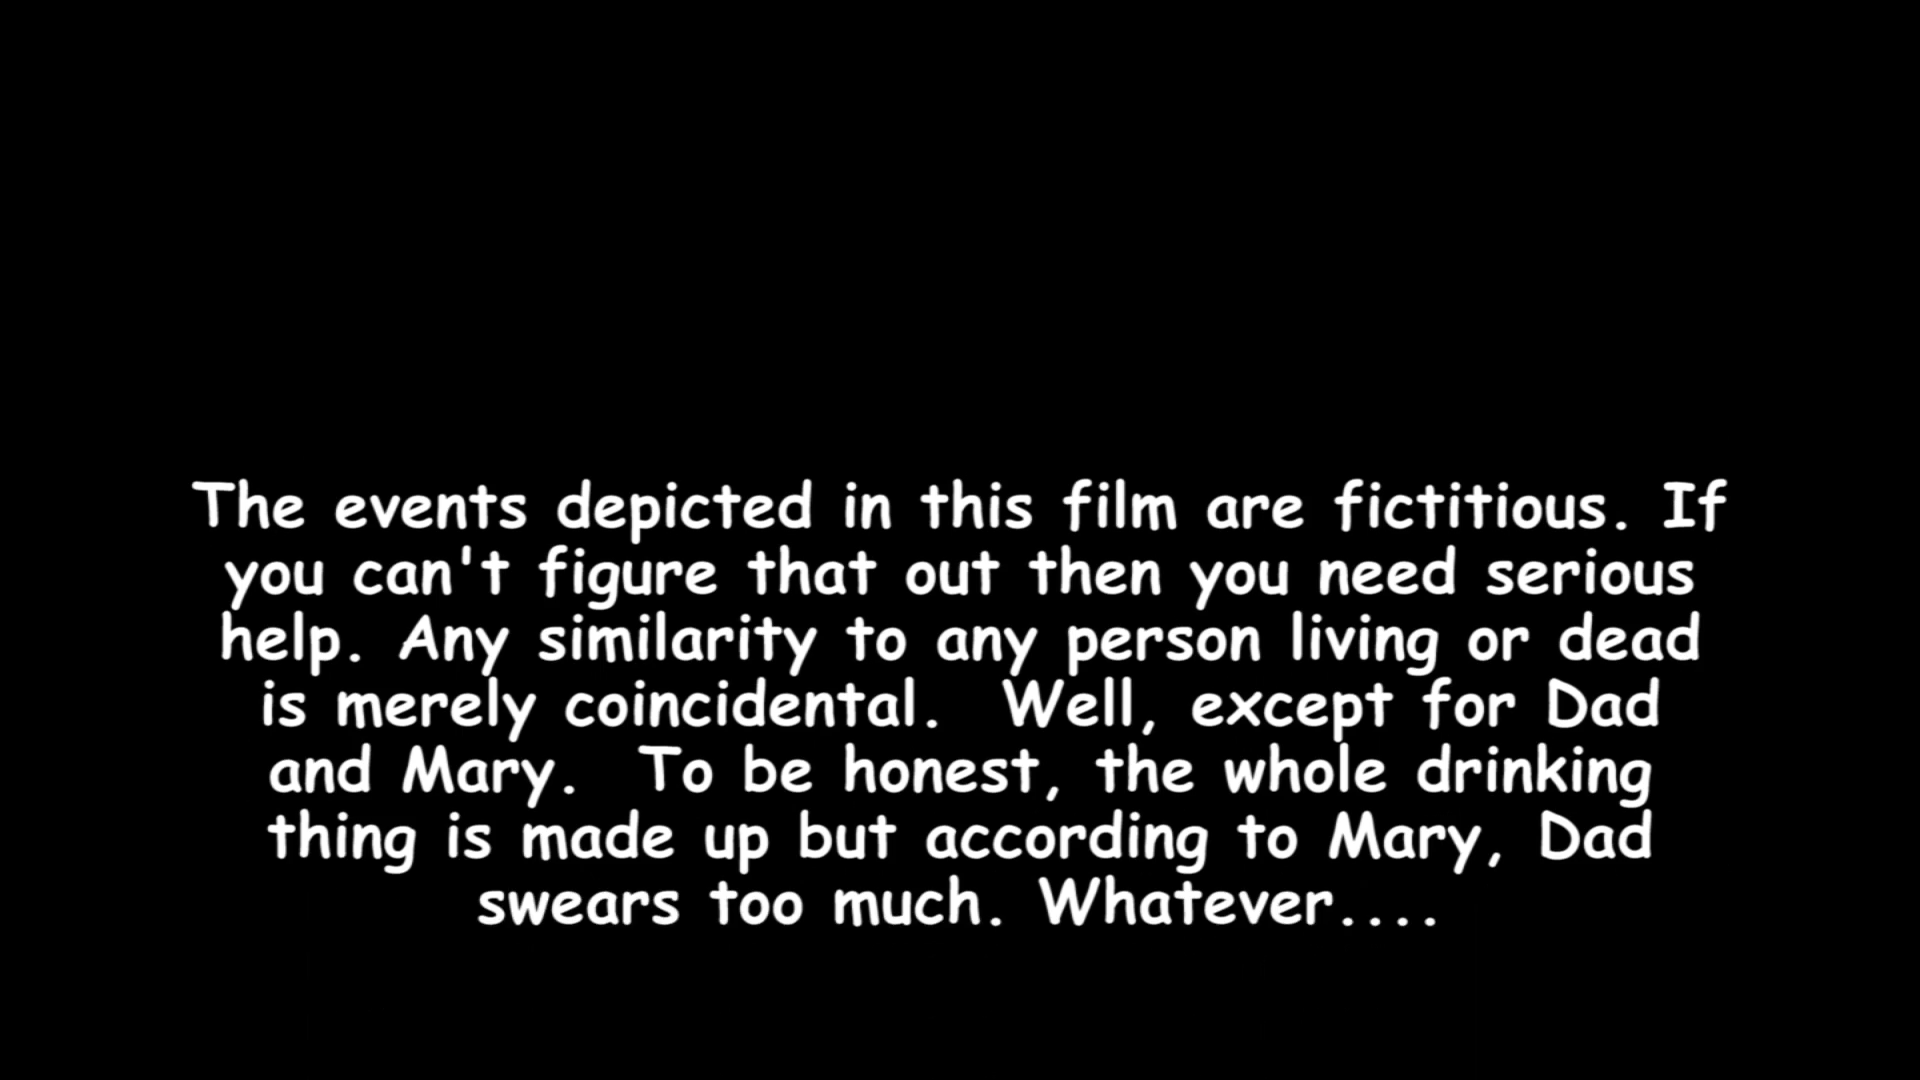 The events depicted in this film are fictitious. If
you can't figure that out then you need serious
help. Any similarity to any person living or dead
is merely coincidental.  Well, except for Dad
and Mary.  To be honest, the whole drinking
thing is made up but according to Mary, Dad
swears too much. Whatever....